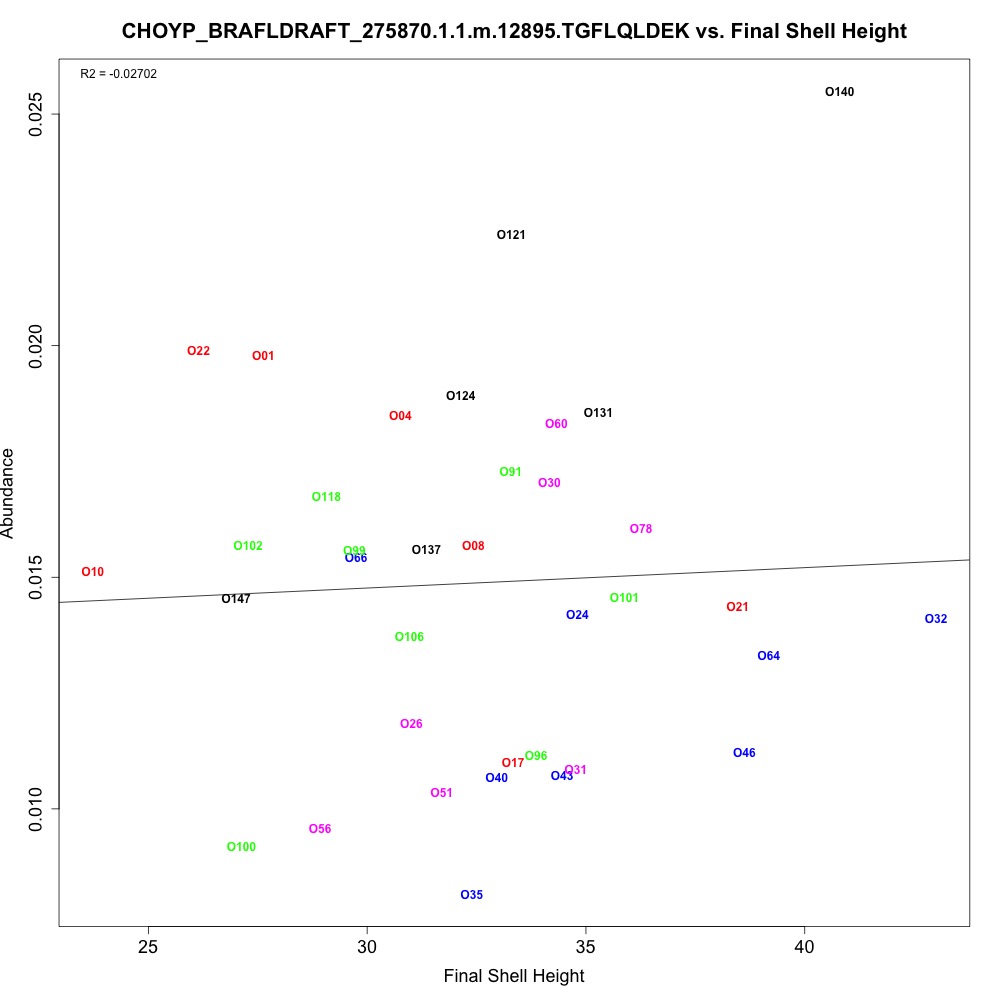 CHOYP_BRAFLDRAFT_275870.1.1.m.12895.TGFLQLDEK vs. Final Shell Height
R2 = -0.02702
O140
O121
O22
O01
O124
O04
O131
O60
O91
O30
O118
O78
O102
O99
O66
O137
O08
O10
O147
O101
O21
O24
O32
O106
O64
O26
O46
O96
O17
O31
O43
O40
O51
O56
O100
O35
0.025
0.020
0.015
0.010
Abundance
25 30 35 40
Final Shell Height